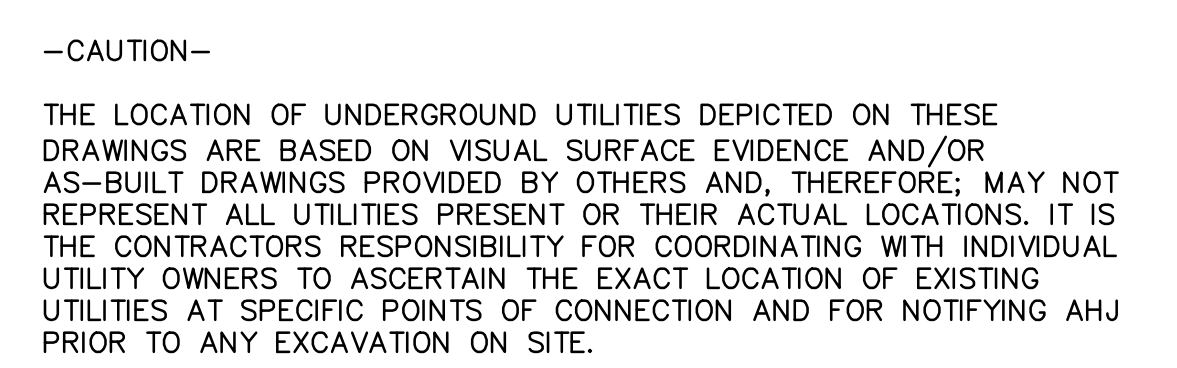 -CAUTION-
THE LOCATION OF UNDERGROUND UTILITIES DEPICTED ON THESE
DRAWINGS ARE BASED ON VISUAL SURFACE EVIDENCE AND/OR
AS-BUILT DRAWINGS PROVIDED BY OTHERS AND, THEREFORE; MAY NOT
REPRESENT ALL UTILITIES PRESENT OR THEIR ACTUAL LOCATIONS. IT IS
THE CONTRACTORS RESPONSIBILITY FOR COORDINATING WITH INDIVIDUAL
UTILITY OWNERS TO ASCERTAIN THE EXACT LOCATION OF EXISTING
UTILITIES AT SPECIFIC POINTS OF CONNECTION AND FOR NOTIFYING AHJ
PRIOR TO ANY EXCAVATION ON SITE.